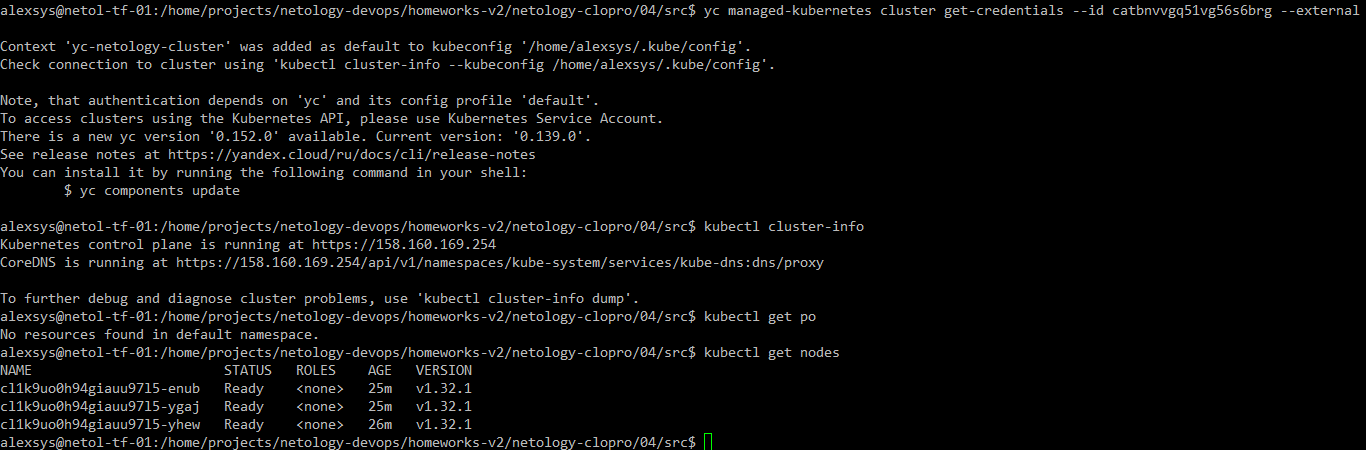 alexsys@netol-tf-01:/home/projects/netology-devops/homeworks-v2/netology-clopro/04/src$ yc managed-kubernetes cluster get-credentials --id catbnvvgq51vg56s6brg --external
Context 'yc-netology-cluster' was added as default to kubeconfig '/home/alexsys/.kube/config'.
Check connection to cluster using 'kubectl cluster-info --kubeconfig /home/alexsys/.kube/config'.
Note, that authentication depends on 'yc' and its config profile 'default'.
To access clusters using the Kubernetes API, please use Kubernetes Service Account.
There is a new yc version '0.152.0' available. Current version: '0.139.0'.
See release notes at https://yandex.cloud/ru/docs/cli/release-notes
You can install it by running the following command in your shell:
        $ yc components update
alexsys@netol-tf-01:/home/projects/netology-devops/homeworks-v2/netology-clopro/04/src$ kubectl cluster-info
Kubernetes control plane is running at https://158.160.169.254
CoreDNS is running at https://158.160.169.254/api/v1/namespaces/kube-system/services/kube-dns:dns/proxy
To further debug and diagnose cluster problems, use 'kubectl cluster-info dump'.
alexsys@netol-tf-01:/home/projects/netology-devops/homeworks-v2/netology-clopro/04/src$ kubectl get po
No resources found in default namespace.
alexsys@netol-tf-01:/home/projects/netology-devops/homeworks-v2/netology-clopro/04/src$ kubectl get nodes
NAME                        STATUS   ROLES    AGE   VERSION
cl1k9uo0h94giauu97l5-enub   Ready    <none>   25m   v1.32.1
cl1k9uo0h94giauu97l5-ygaj   Ready    <none>   25m   v1.32.1
cl1k9uo0h94giauu97l5-yhew   Ready    <none>   26m   v1.32.1
alexsys@netol-tf-01:/home/projects/netology-devops/homeworks-v2/netology-clopro/04/src$